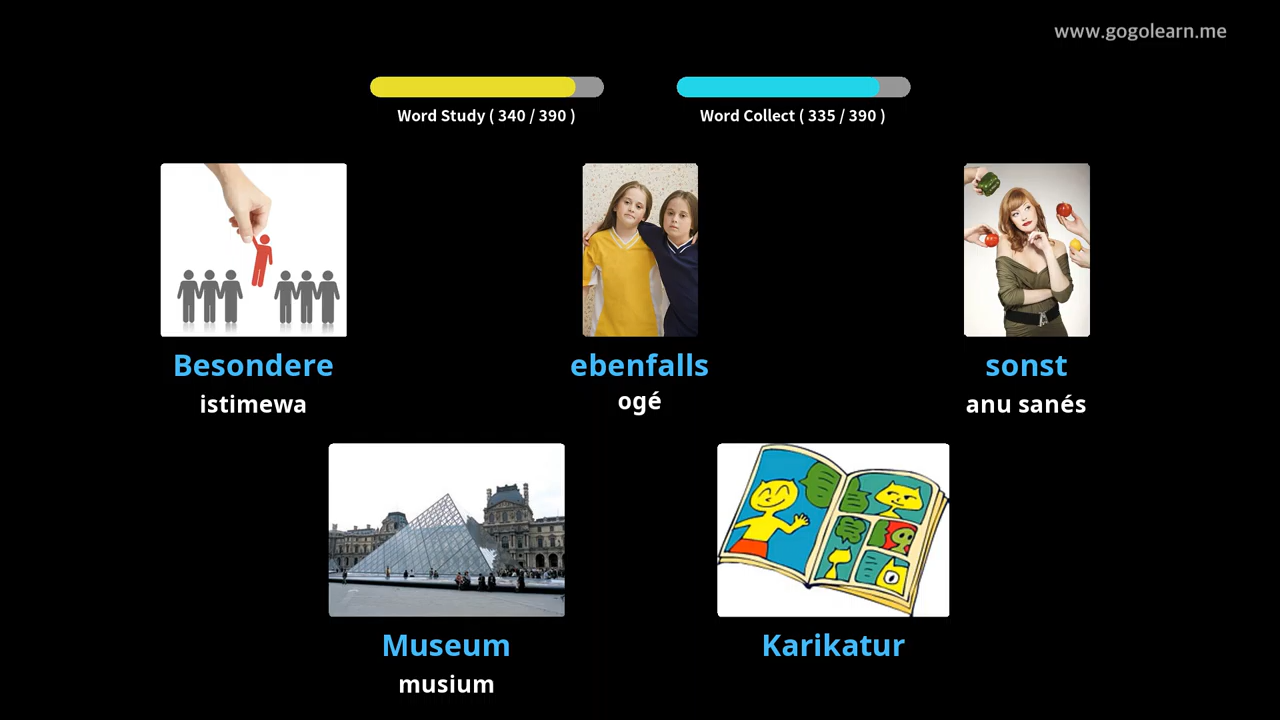 www.gogolearn.me
Word Study ( 340 / 390 )
Word Collect ( 335 / 390 )
Besondere
istimewa
ebenfalls
ogé
sonst
anu sanés
Museum
musium
Karikatur